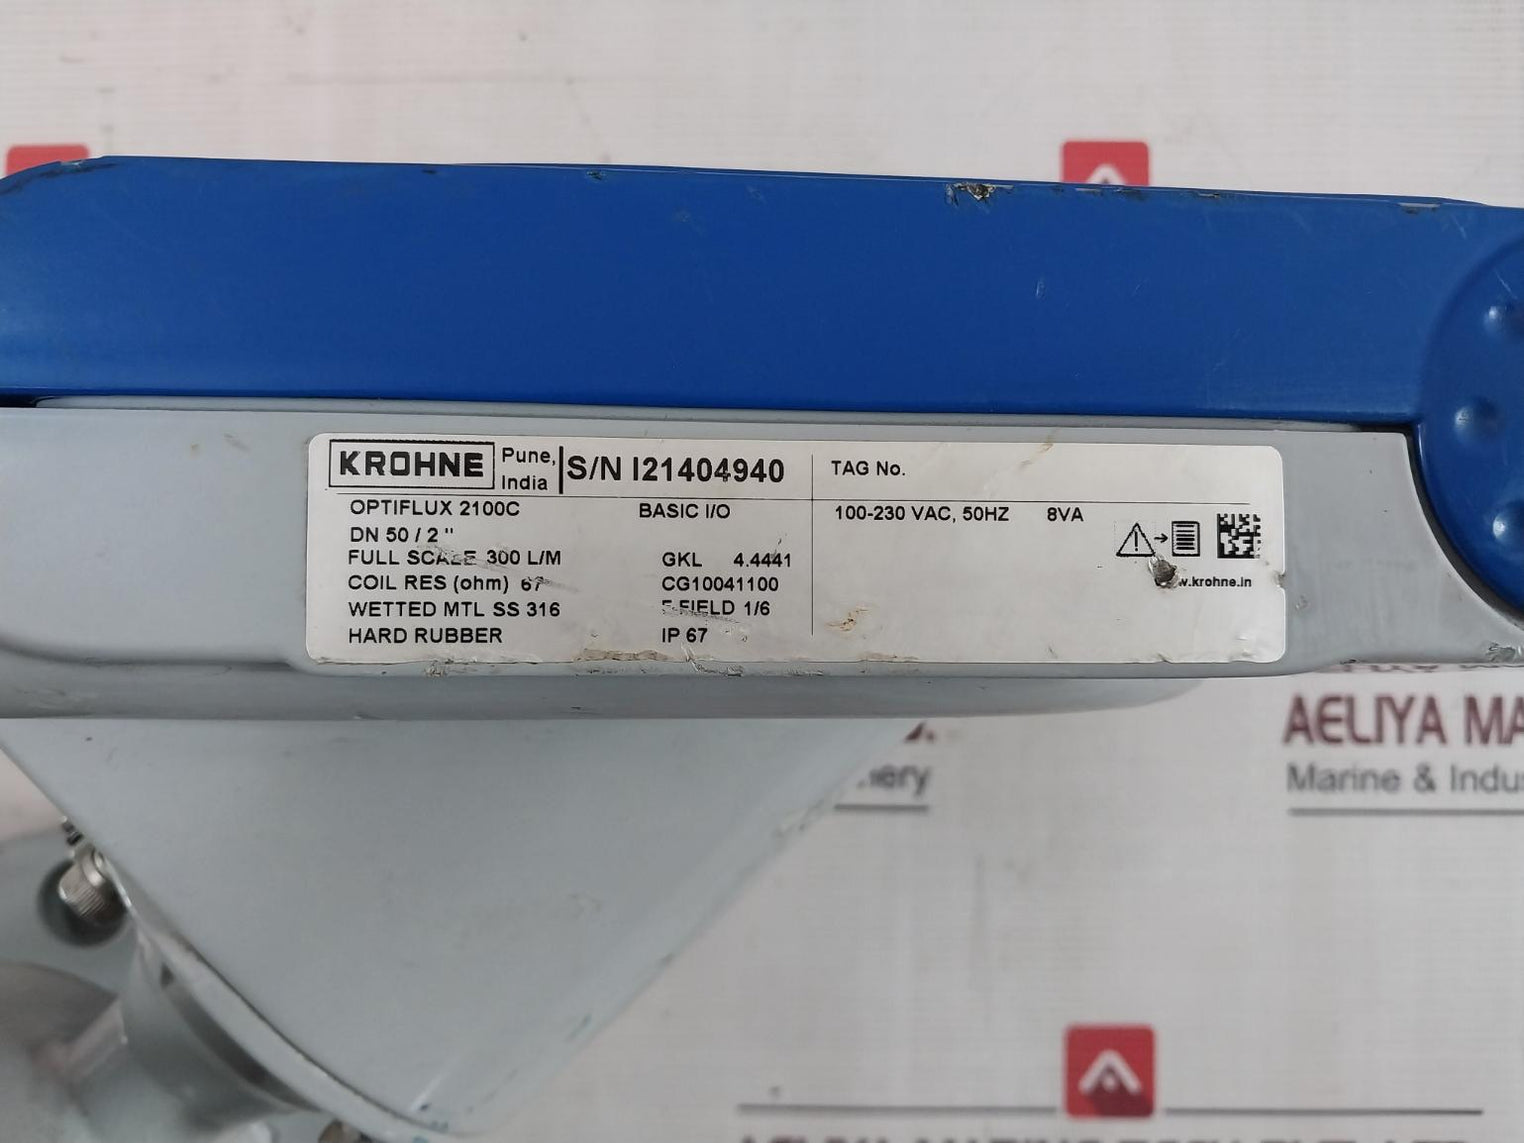 KROHNE Pune, India S/N I21404940 TAG No.
OPTIFLUX 2100C BASIC I/O 100-230 VAC, 50HZ 8VA
DN 50 / 2 "
FULL SCALE 300 L/M GKL 4.4441
COIL RES (ohm) 67 CG10041100 w.krohne.in
WETTED MTL SS 316 F-FIELD 1/6
HARD RUBBER IP 67
AELIYA MA
Marine & Indus